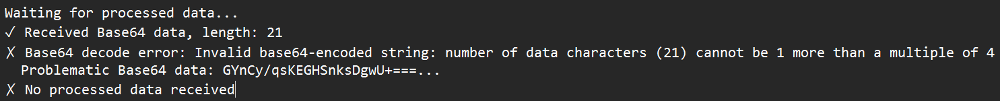 Waiting for processed data...
✓ Received Base64 data, length: 21
✗ Base64 decode error: Invalid base64-encoded string: number of data characters (21) cannot be 1 more than a multiple of 4
Problematic Base64 data: GYnCy/qsKEGHSnksDgwU+===...
✗ No processed data received